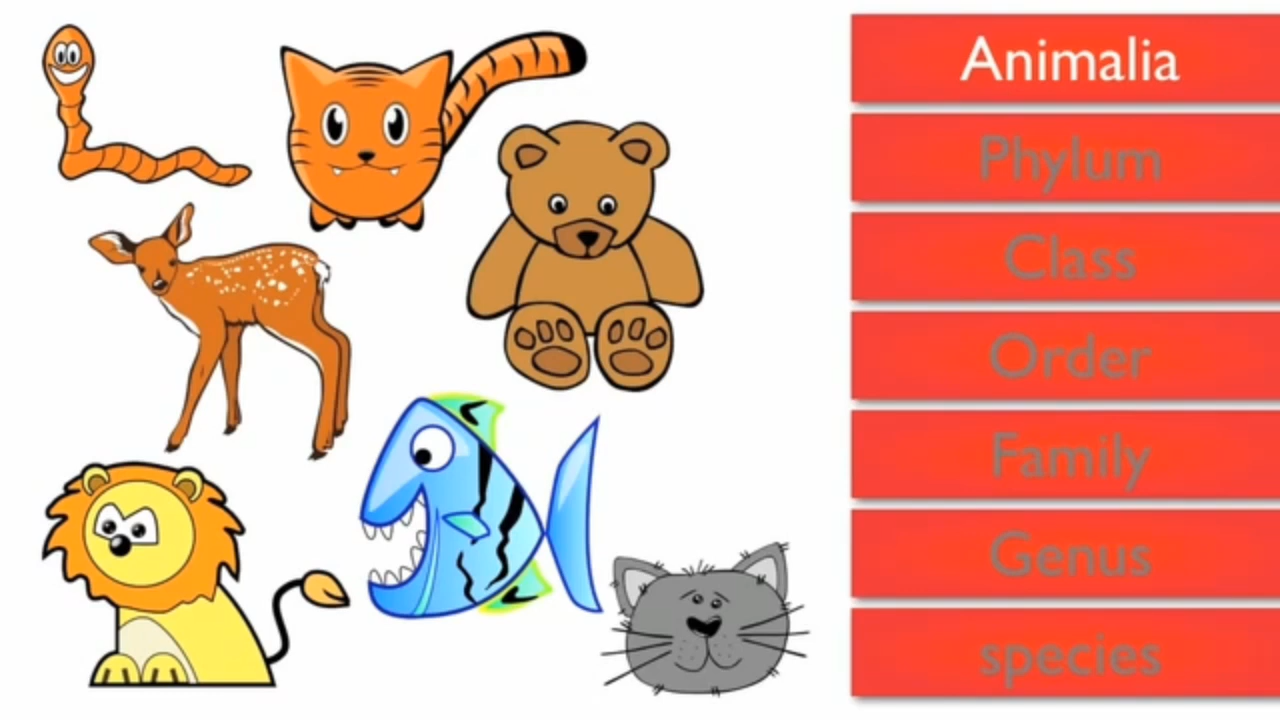 Animalia
Phylum
Class
Order
Family
Genus
species